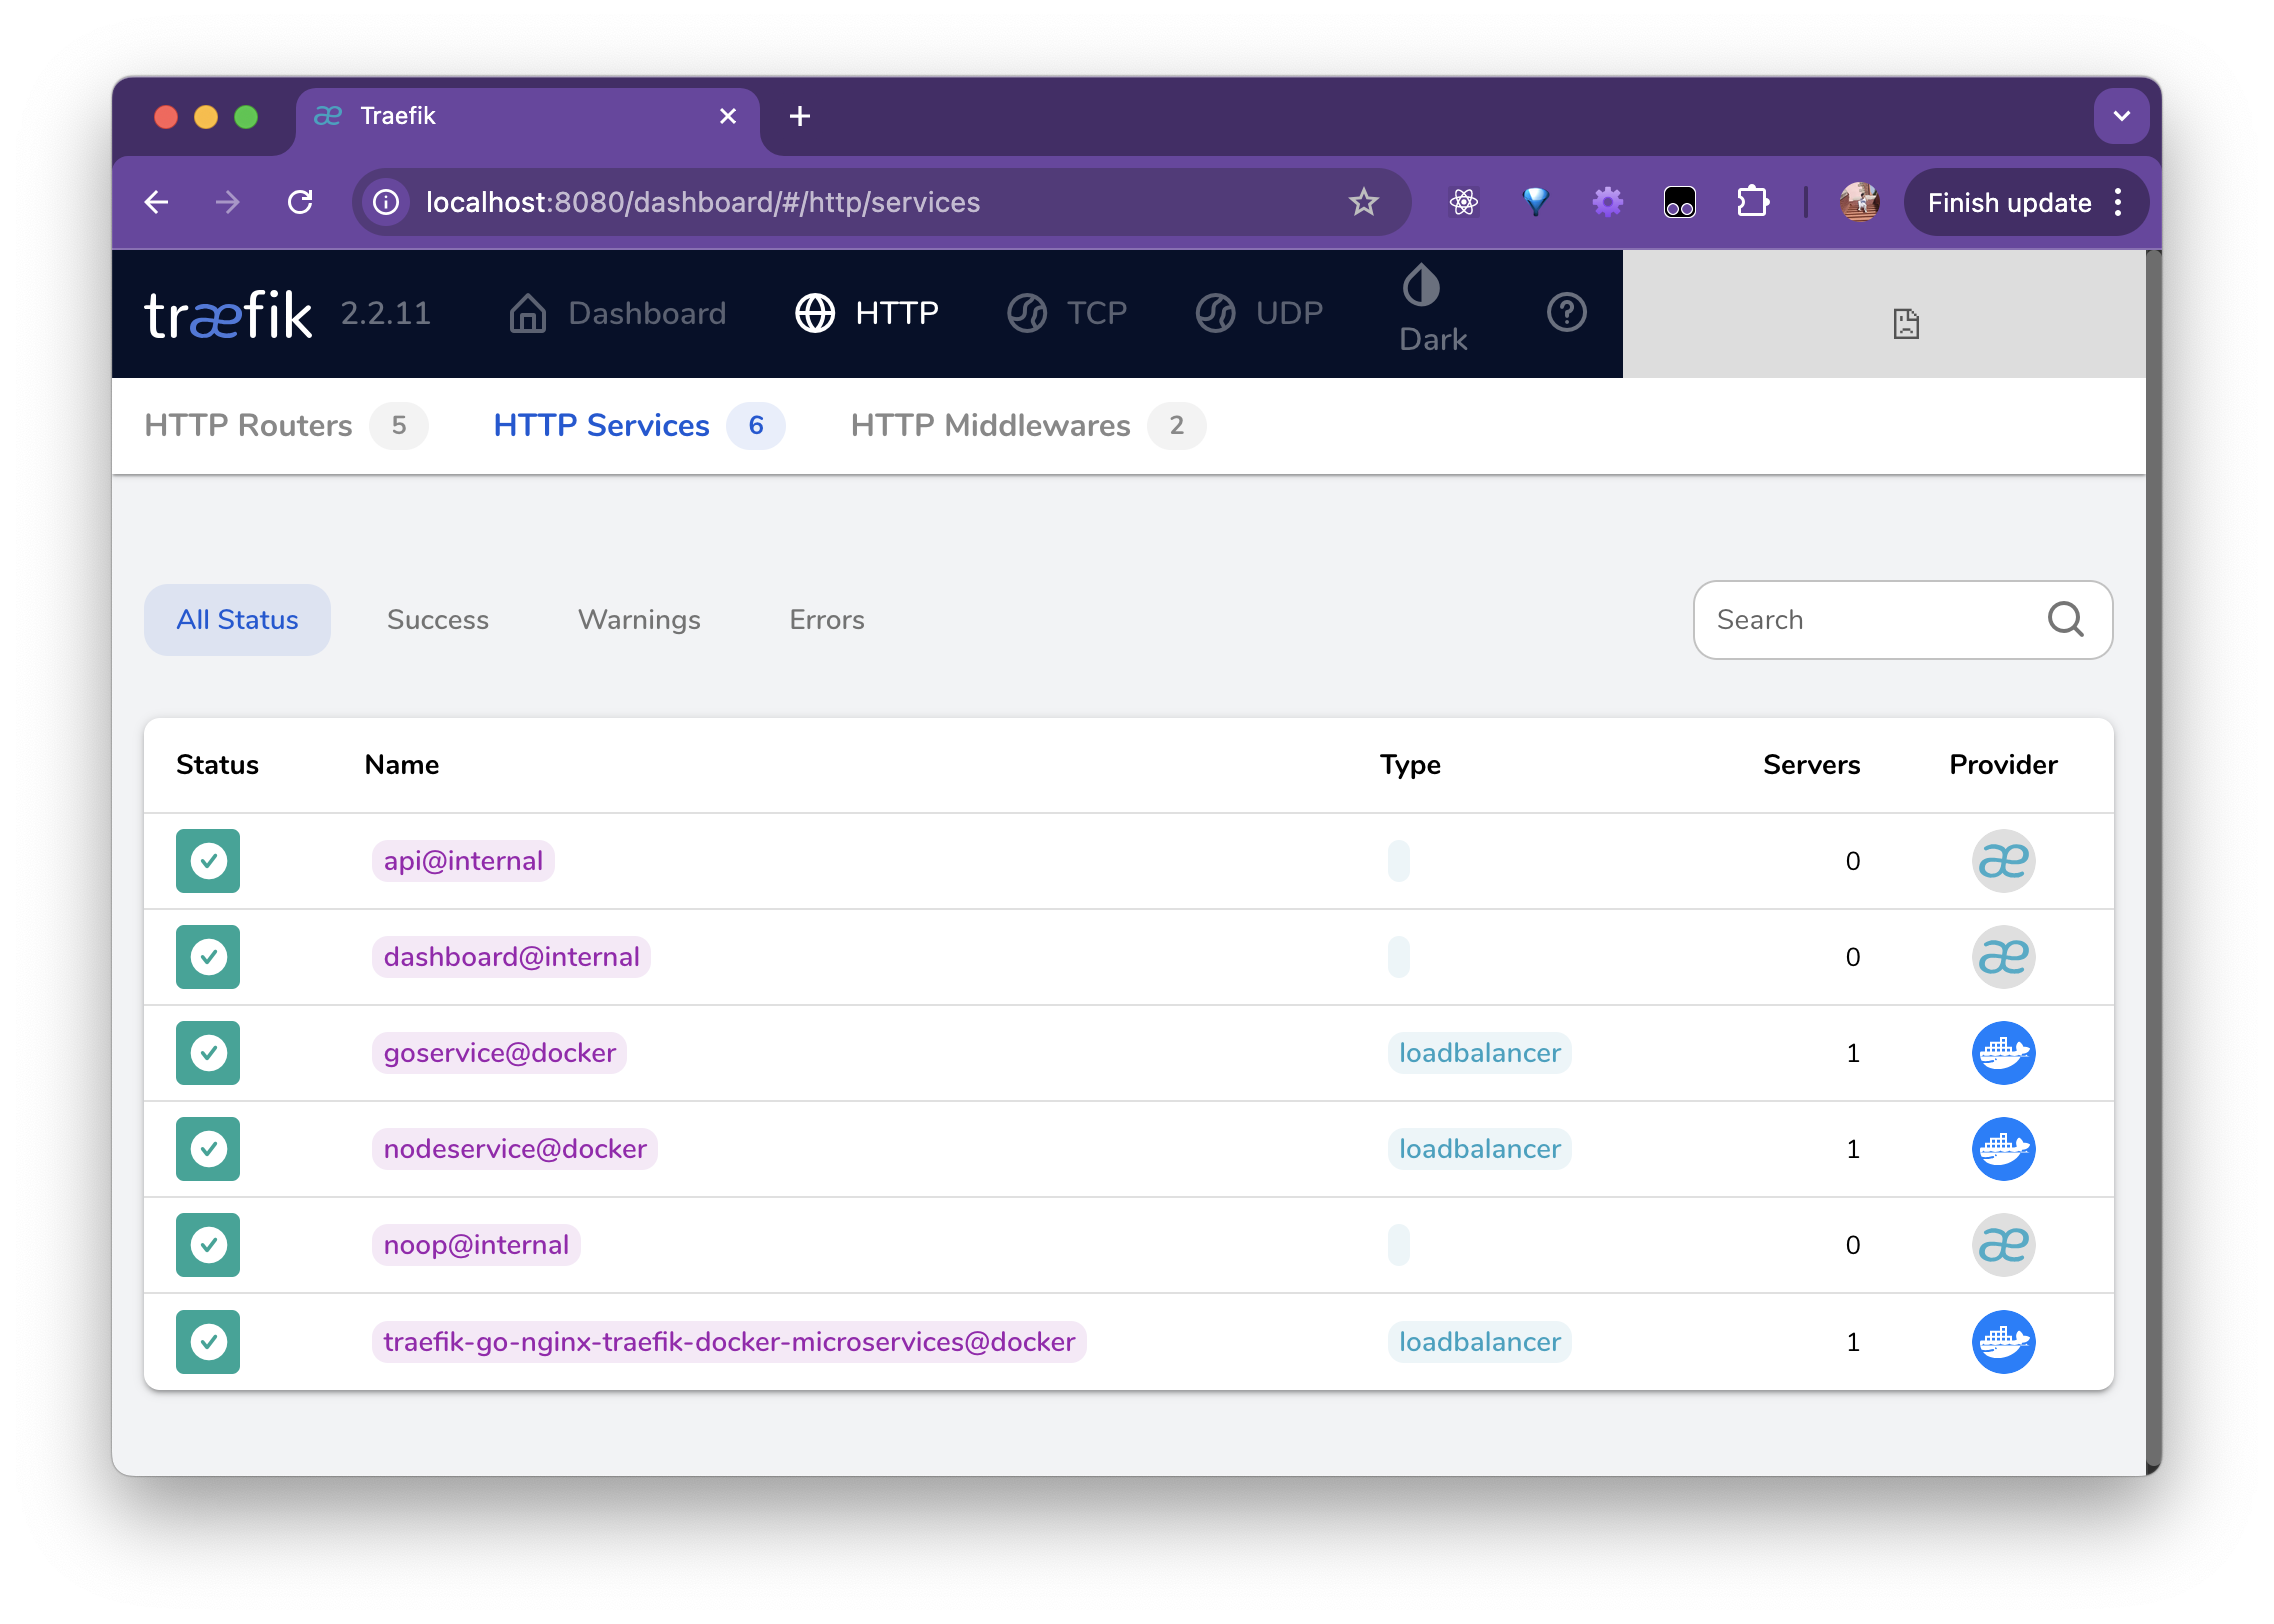 Traefik
localhost:8080/dashboard/#/http/services
Finish update
træfik 2.2.11 Dashboard HTTP TCP UDP Dark
HTTP Routers 5 HTTP Services 6 HTTP Middlewares 2
All Status Success Warnings Errors Search
Status Name Type Servers Provider
api@internal 0
dashboard@internal 0
goservice@docker loadbalancer 1
nodeservice@docker loadbalancer 1
noop@internal 0
traefik-go-nginx-traefik-docker-microservices@docker loadbalancer 1